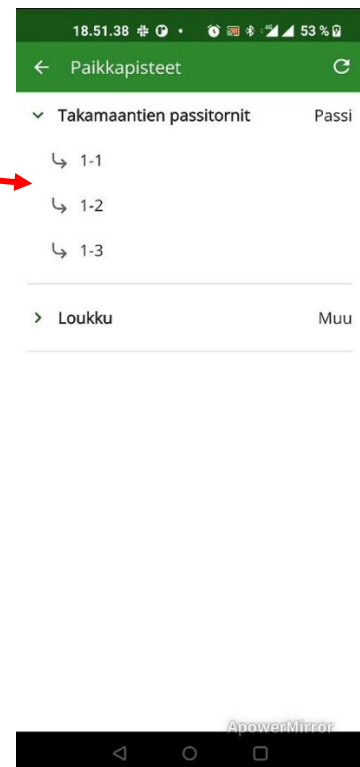 18.51.38 53 %
Paikkapisteet
Takamaantien passitornit Passi
1-1
1-2
1-3
Loukku Muu
ApowerMirror